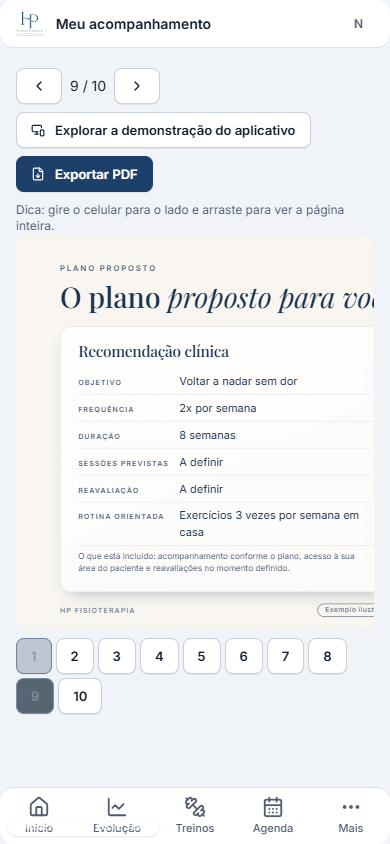 HP
Meu acompanhamento
N
9 / 10
Explorar a demonstração do aplicativo
Exportar PDF
Dica: gire o celular para o lado e arraste para ver a página
inteira.
PLANO PROPOSTO
O plano proposto para voc
Recomendação clínica
OBJETIVO Voltar a nadar sem dor
FREQUÊNCIA 2x por semana
DURAÇÃO 8 semanas
SESSÕES PREVISTAS A definir
REAVALIAÇÃO A definir
ROTINA ORIENTADA Exercícios 3 vezes por semana em
casa
O que está incluído: acompanhamento conforme o plano, acesso à sua
área do paciente e reavaliações no momento definido.
HP FISIOTERAPIA Exemplo ilust
1 2 3 4 5 6 7 8
9 10
Início Evolução Treinos Agenda Mais